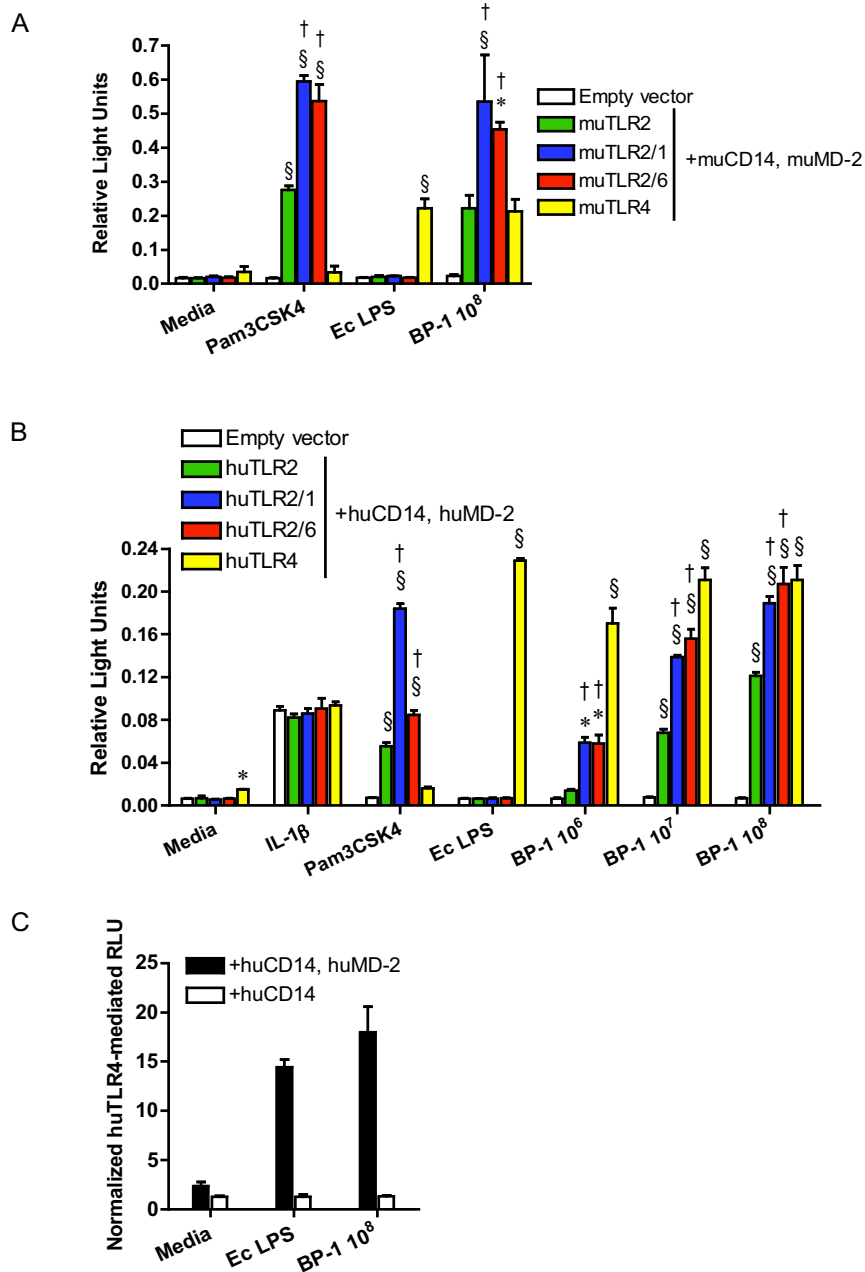 A
Relative Light Units
0.7
0.6
0.5
0.4
0.3
0.2
0.1
0.0
§
†
§
†
§
§
†
§
†
*
Media
Pam3CSK4
Ec LPS
BP-1 10⁸
Empty vector
muTLR2
muTLR2/1
muTLR2/6
muTLR4
+muCD14, muMD-2
B
Empty vector
huTLR2
huTLR2/1
huTLR2/6
huTLR4
+huCD14, huMD-2
Relative Light Units
0.24
0.20
0.16
0.12
0.08
0.04
0.00
*
§
†
§
†
§
§
†
*
†
*
§
§
†
§
†
§
§
§
†
§
†
§
§
Media
IL-1β
Pam3CSK4
Ec LPS
BP-1 10⁶
BP-1 10⁷
BP-1 10⁸
C
Normalized huTLR4-mediated RLU
25
20
15
10
5
0
+huCD14, huMD-2
+huCD14
Media
Ec LPS
BP-1 10⁸